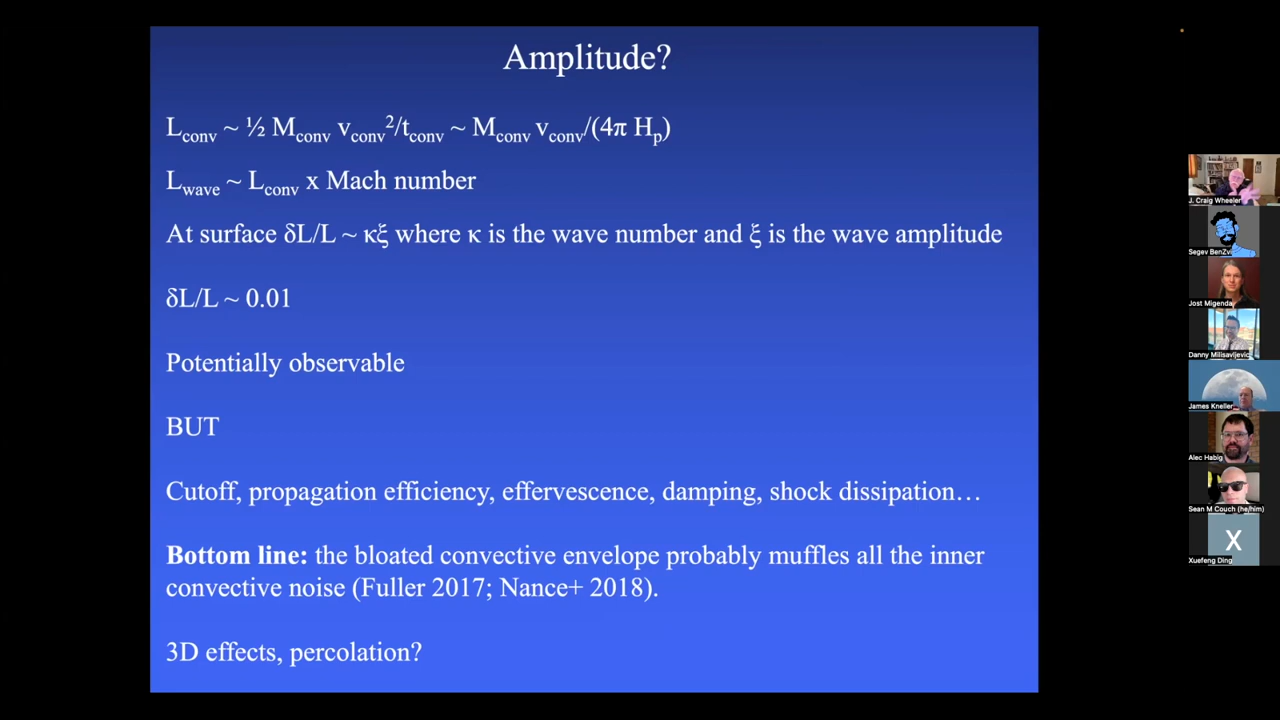 Amplitude?
L_conv ~ ½ M_conv v_conv²/t_conv ~ M_conv v_conv/(4π H_p)
L_wave ~ L_conv x Mach number
At surface δL/L ~ κξ where κ is the wave number and ξ is the wave amplitude
δL/L ~ 0.01
Potentially observable
BUT
Cutoff, propagation efficiency, effervescence, damping, shock dissipation…
Bottom line: the bloated convective envelope probably muffles all the inner
convective noise (Fuller 2017; Nance+ 2018).
3D effects, percolation?
J. Craig Wheeler
Segev BenZvi
Jost Migenda
Danny Milisavljevic
James Kneller
Alec Habig
Sean M Couch (he/him)
X
Xuefeng Ding